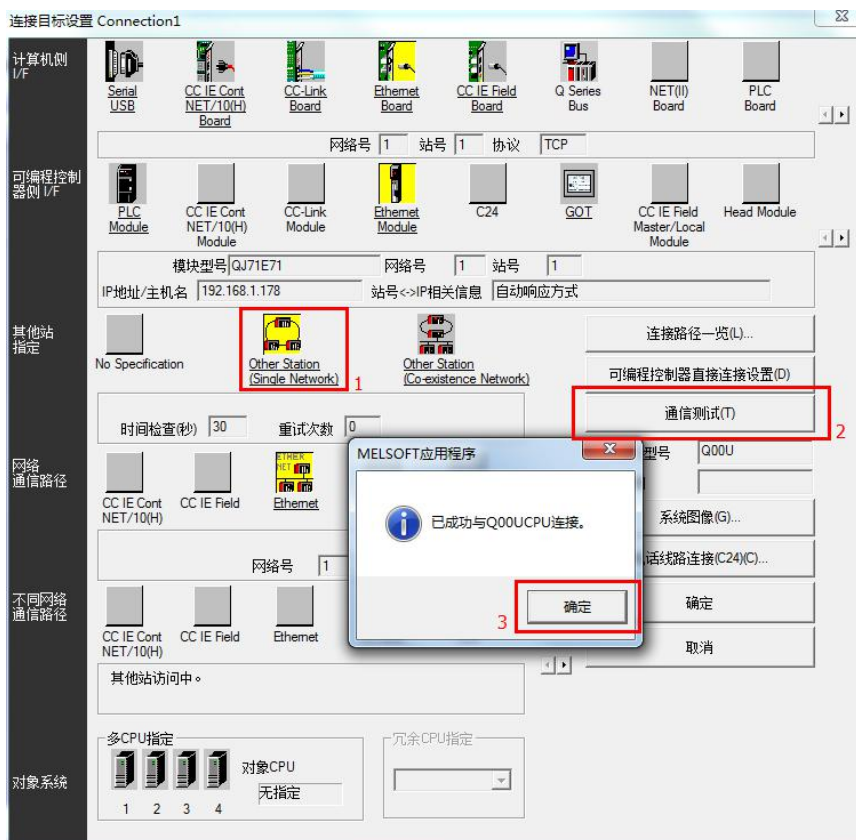 连接目标设置 Connection1
计算机侧
I/F
Serial
USB
CC IE Cont
NET/10(H)
Board
CC-Link
Board
Ethernet
Board
CC IE Field
Board
Q Series
Bus
NET(II)
Board
PLC
Board
网络号 1 站号 1 协议 TCP
可编程控制
器侧 I/F
PLC
Module
CC IE Cont
NET/10(H)
Module
CC-Link
Module
Ethernet
Module
C24
GOT
CC IE Field
Master/Local
Module
Head Module
模块型号 QJ71E71 网络号 1 站号 1
IP地址/主机名 192.168.1.178 站号<->IP相关信息 自动响应方式
其他站
指定
No Specification
Other Station
(Single Network)
1
Other Station
(Co-existence Network)
连接路径一览(L)...
可编程控制器直接连接设置(D)
通信测试(T)
2
时间检查(秒) 30 重试次数 0
型号 Q00U
MELSOFT应用程序
已成功与Q00UCPU连接。
确定
3
网络
通信路径
CC IE Cont
NET/10(H)
CC IE Field
ETHER
NET
Ethernet
系统图像(G)...
网络号 1
话线路连接(C24)(C)...
不同网络
通信路径
CC IE Cont
NET/10(H)
CC IE Field
Ethernet
确定
取消
其他站访问中。
多CPU指定
冗余CPU指定
对象系统
对象CPU
无指定
1 2 3 4